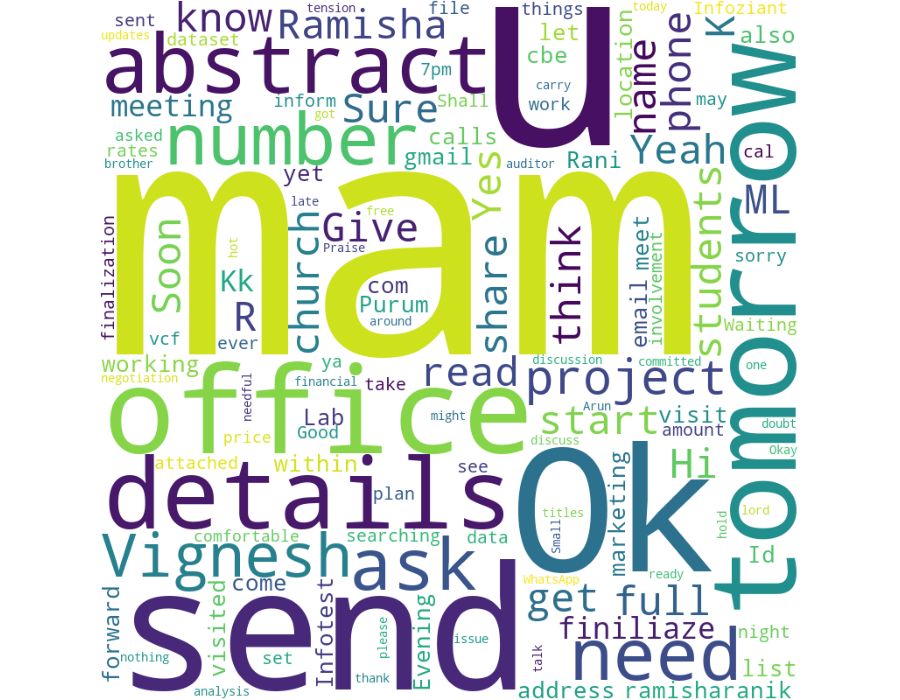 sent
know
Ramisha
tension
file
things
today
Infoziant
updates
dataset
abstract
u
let
location
name
phone
K
also
7pm
cbe
meeting
inform
got
Sure
Shall
carry
work
may
tomorrow
asked
rates
number
calls
gmail
Yes
auditor
Rani
Yeah
cal
brother
mam
yet
late
free
students
ML
finalization
Soon
hot
church
Give
Praise
share
think
email
meet
involvement
sorry
Kk
com
Purum
around
R
ever
vcf
Waiting
working
ya
financial
take
read
discussion
committed
project
one
negotiation
office
needful
Lab
Good
might
Arun
start
visit
amount
doubt
price
discuss
Okay
attached
within
see
Ok
Hi
details
plan
marketing
titles
Small
hold
lord
comfortable
searching
data
Id
Vignesh
ask
WhatsApp
ready
forward
send
come
visited
Infotest
Evening
get
full
please
finiliaze
night
nothing
set
issue
talk
need
list
analysis
thank
address
ramisharanik